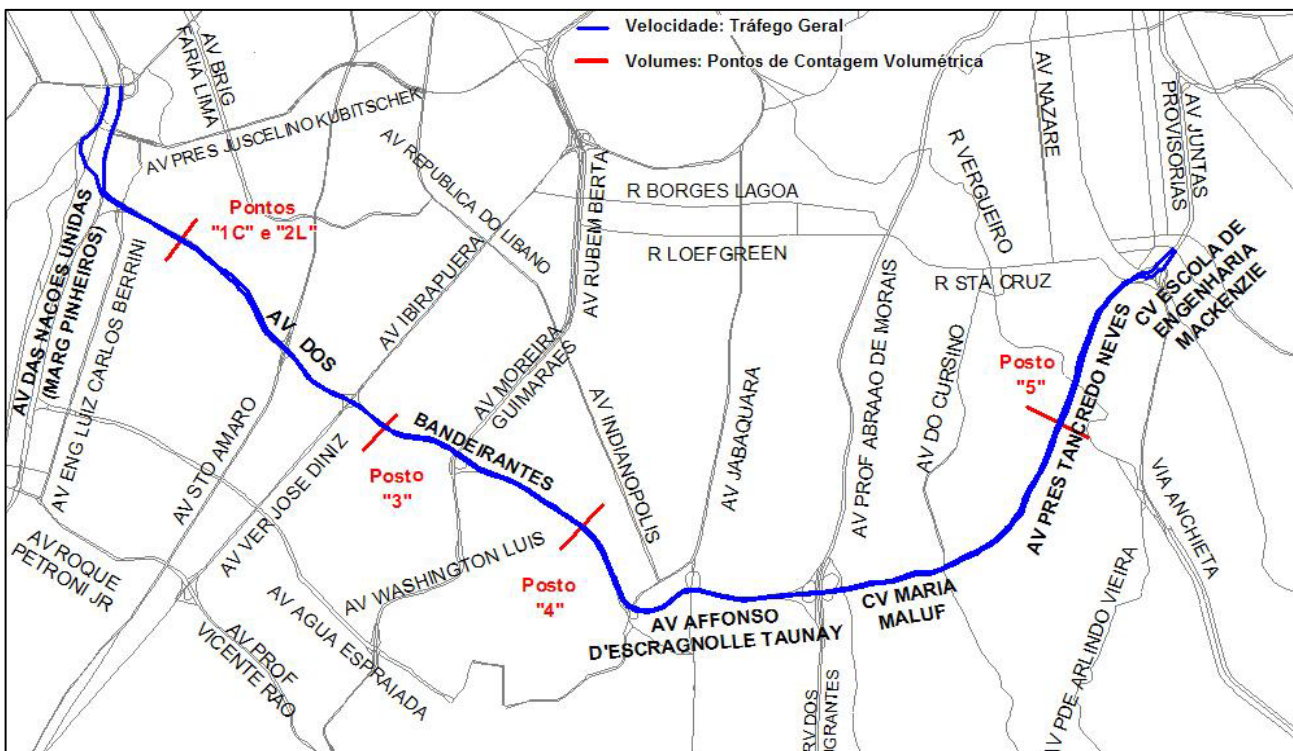 Velocidade: Tráfego Geral
Volumes: Pontos de Contagem Volumétrica
AV BRIG
FARIA LIMA
AV PRES JUSCELINO KUBITSCHEK
AV REPUBLICA DO LIBANO
AV RUBEM BERTA
R BORGES LAGOA
R LOEFGREEN
R VERGUEIRO
AV NAZARE
AV JUNTAS
PROVISORIAS
R STA CRUZ
CV ESCOLA DE
ENGENHARIA
MACKENZIE
Pontos
"1C" e "2L"
AV DAS NACOES UNIDAS
(MARG PINHEIROS)
AV ENG LUIZ CARLOS BERRINI
AV DOS
BANDEIRANTES
AV IBIRAPUERA
AV MOREIRA
GUIMARAES
AV INDIANOPOLIS
AV JABAQUARA
AV PROF ABRAAO DE MORAIS
AV DO CURSINO
Posto
"5"
AV PRES TANCREDO NEVES
VIA ANCHIETA
AV STO AMARO
AV VER JOSE DINIZ
Posto
"3"
AV WASHINGTON LUIS
Posto
"4"
AV ROQUE
PETRONI JR
AV PROF
VICENTE RAO
AV AGUA ESPRAIADA
AV AFFONSO
D'ESCRAGNOLLE TAUNAY
CV MARIA
MALUF
RV DOS
IGRANTES
AV PDE ARLINDO VIEIRA